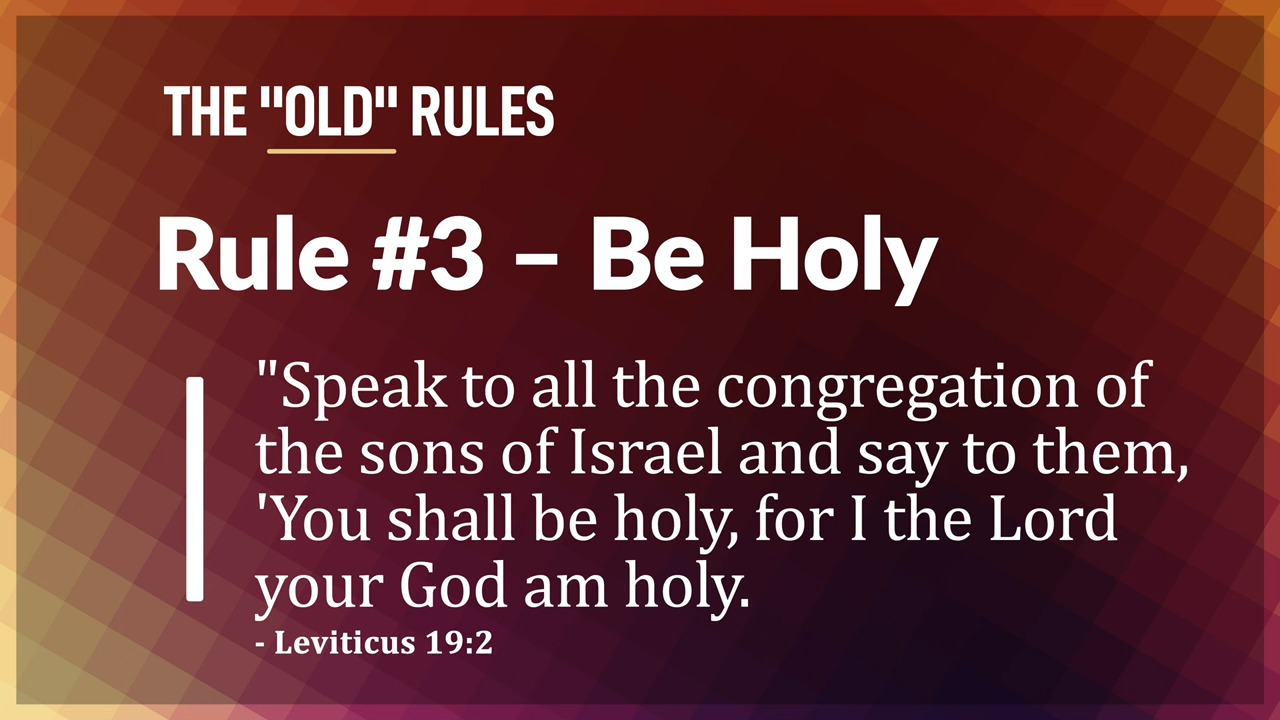 THE "OLD" RULES
Rule #3 – Be Holy
"Speak to all the congregation of
the sons of Israel and say to them,
'You shall be holy, for I the Lord
your God am holy.
- Leviticus 19:2